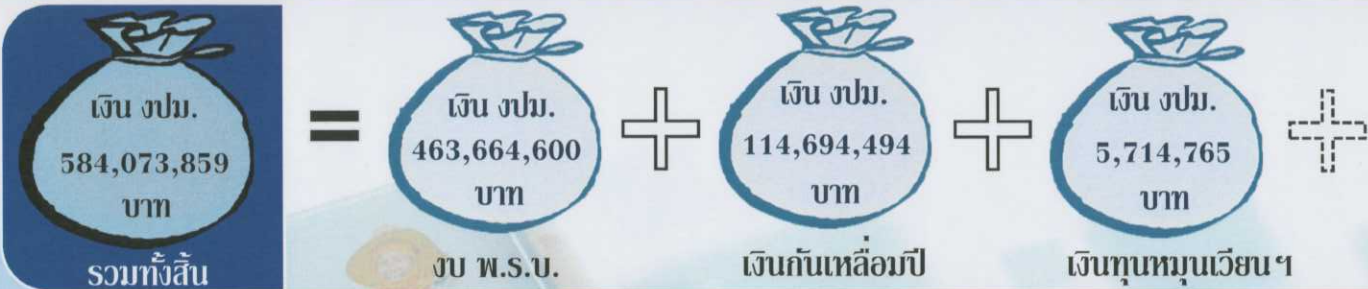 เงิน งปม.
584,073,859
บาท
รวมทั้งสิ้น
=
เงิน งปม.
463,664,600
บาท
งบ พ.ร.บ.
+
เงิน งปม.
114,694,494
บาท
เงินกันเหลื่อมปี
+
เงิน งปม.
5,714,765
บาท
เงินทุนหมุนเวียนฯ
+